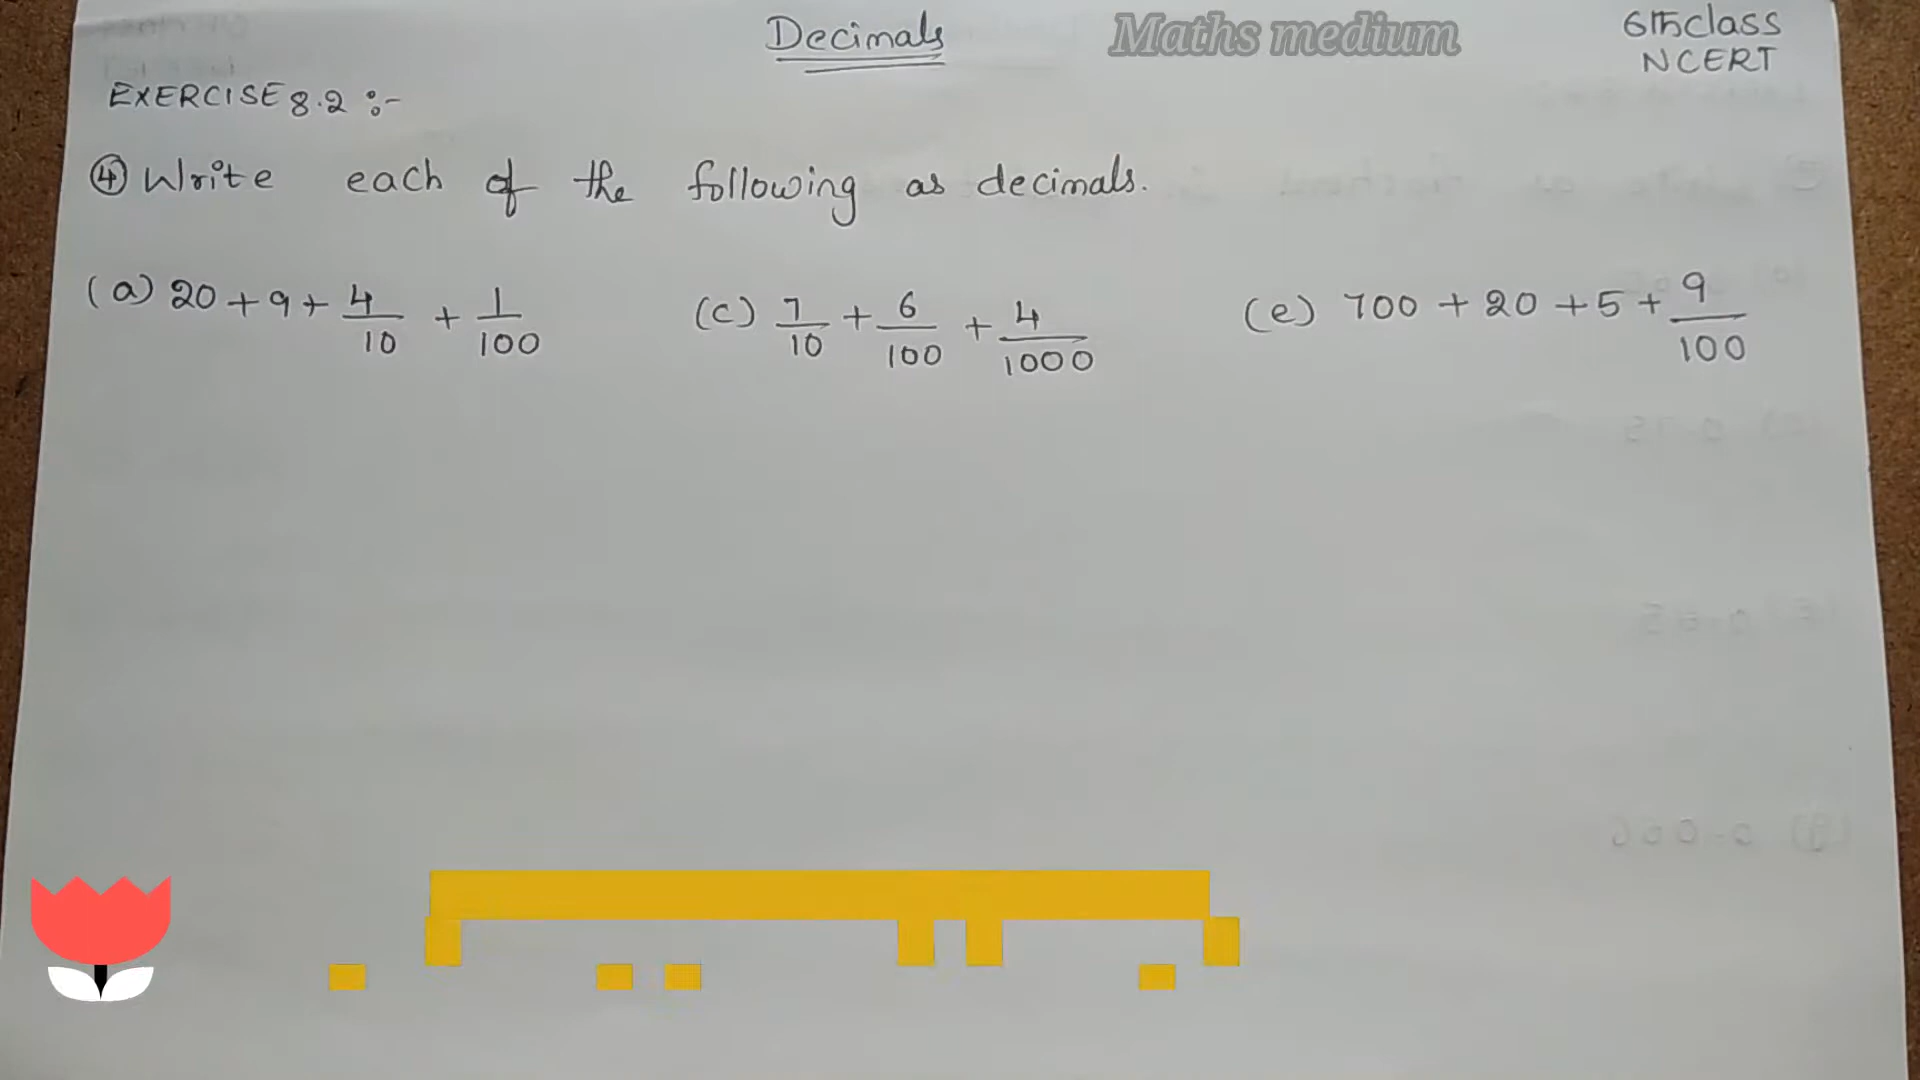 Decimals
Maths medium
6th class
NCERT
EXERCISE 8.2 :-
④ Write each of the following as decimals.
(a) 20 + 9 + 4/10 + 1/100 (c) 7/10 + 6/100 + 4/1000 (e) 700 + 20 + 5 + 9/100